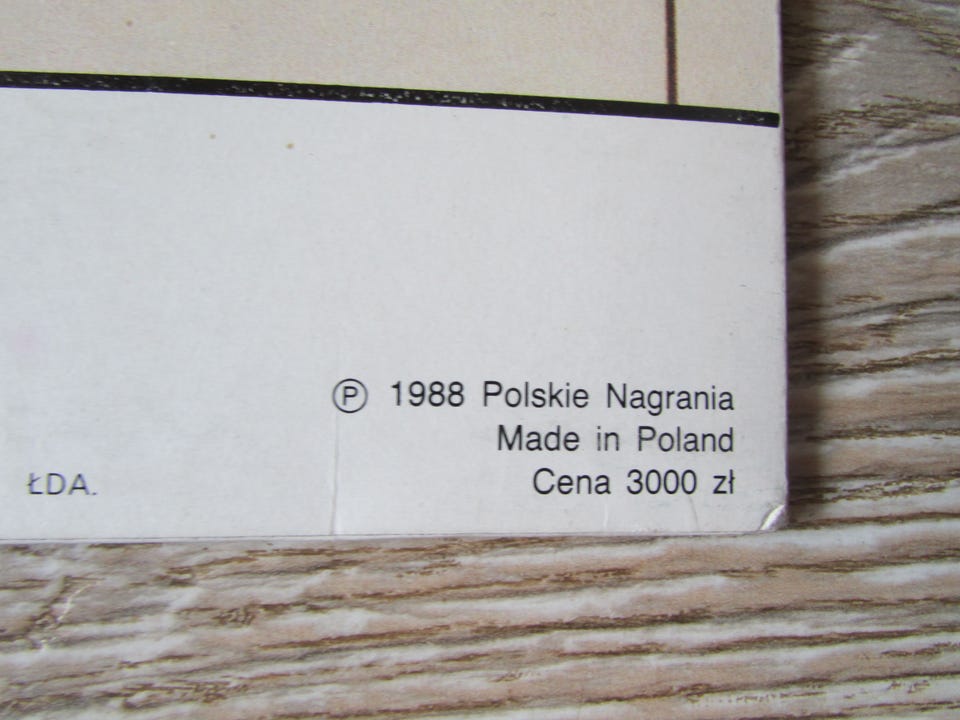 ℗ 1988 Polskie Nagrania
Made in Poland
ŁDA. Cena 3000 zł